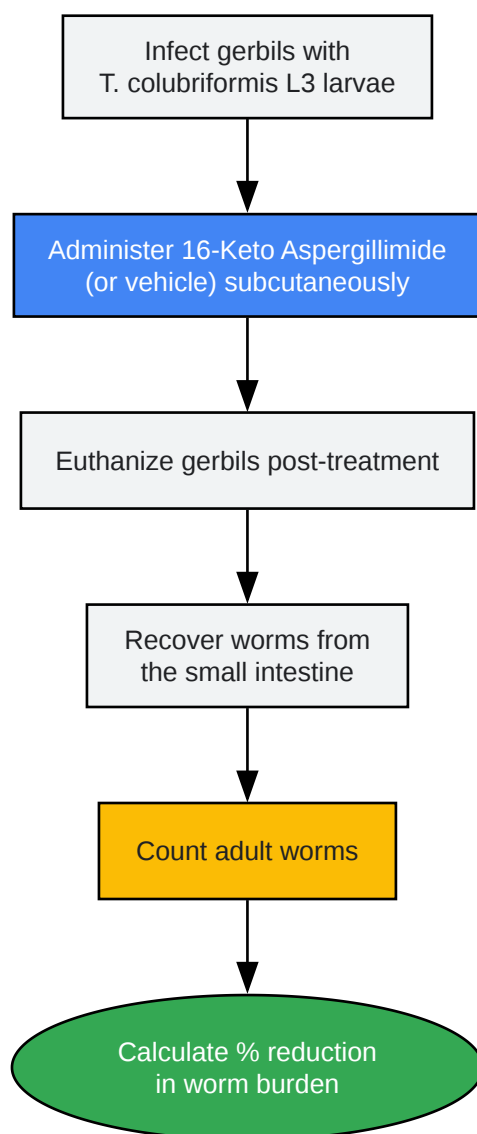 Infect gerbils with
T. colubriformis L3 larvae
Administer 16-Keto Aspergillimide
(or vehicle) subcutaneously
Euthanize gerbils post-treatment
Recover worms from
the small intestine
Count adult worms
Calculate % reduction
in worm burden